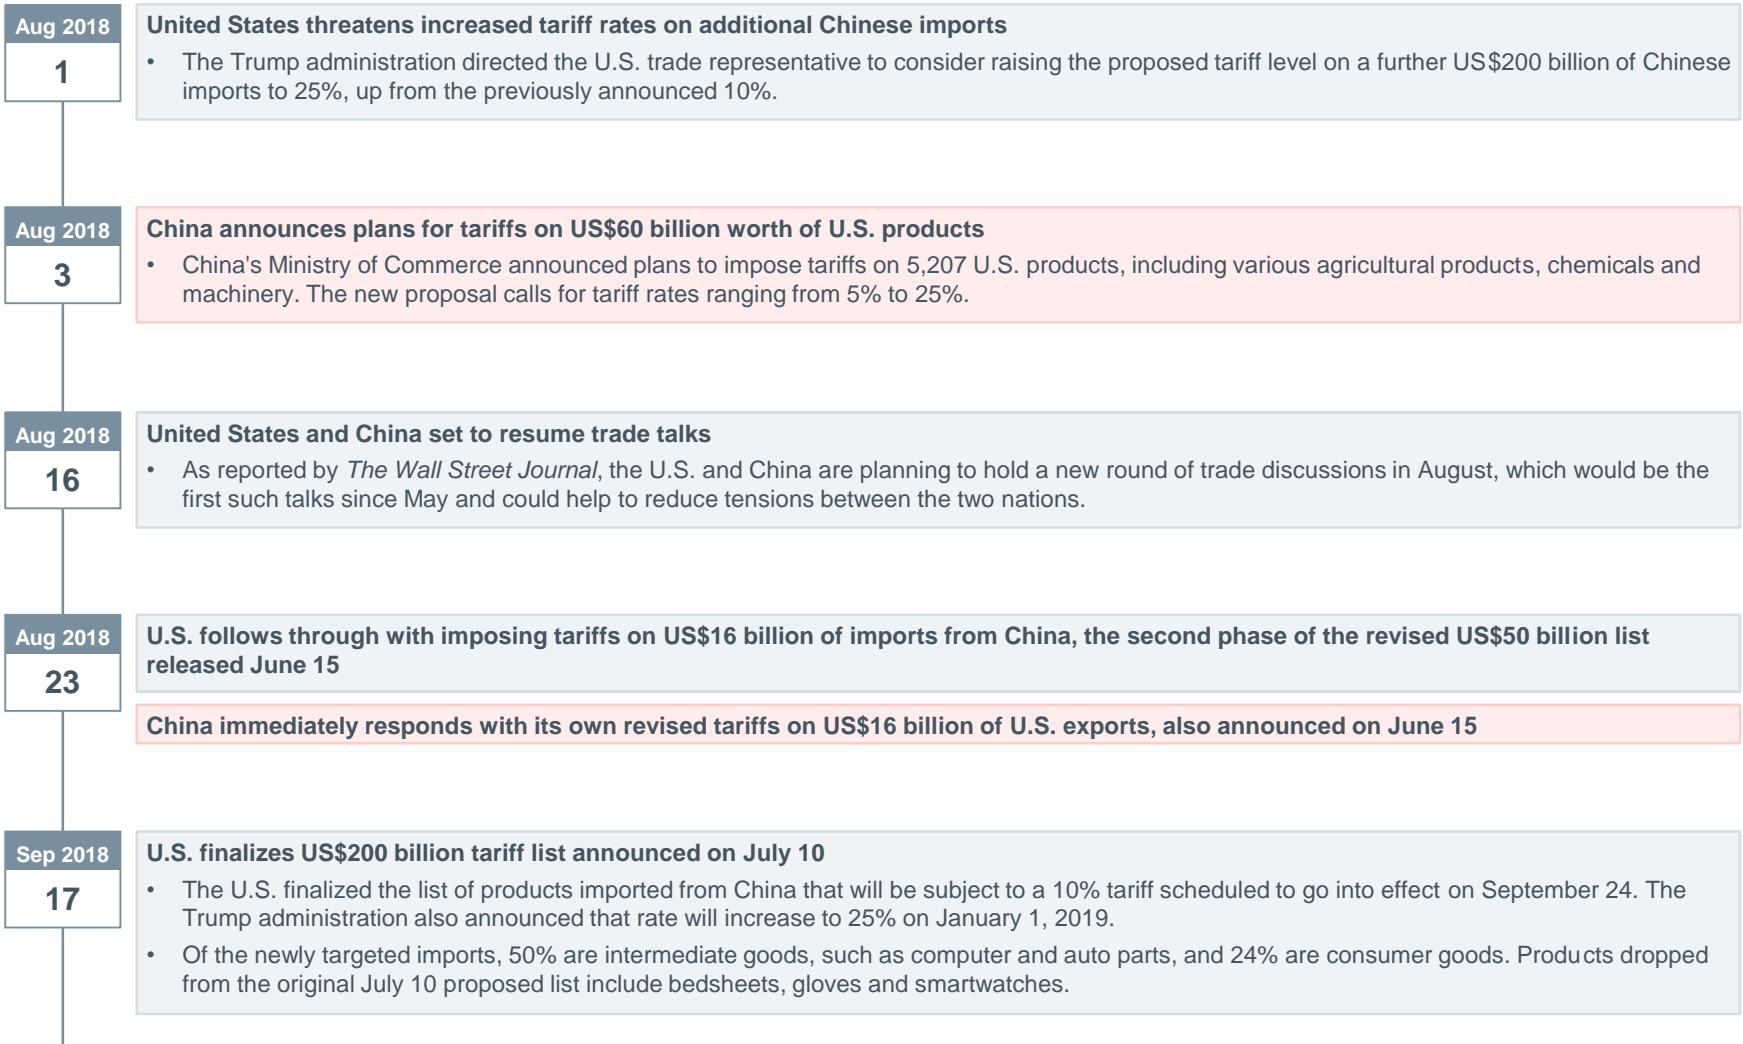 Aug 2018
1
United States threatens increased tariff rates on additional Chinese imports
• The Trump administration directed the U.S. trade representative to consider raising the proposed tariff level on a further US$200 billion of Chinese
imports to 25%, up from the previously announced 10%.
Aug 2018
3
China announces plans for tariffs on US$60 billion worth of U.S. products
• China's Ministry of Commerce announced plans to impose tariffs on 5,207 U.S. products, including various agricultural products, chemicals and
machinery. The new proposal calls for tariff rates ranging from 5% to 25%.
Aug 2018
16
United States and China set to resume trade talks
• As reported by The Wall Street Journal, the U.S. and China are planning to hold a new round of trade discussions in August, which would be the
first such talks since May and could help to reduce tensions between the two nations.
Aug 2018
23
U.S. follows through with imposing tariffs on US$16 billion of imports from China, the second phase of the revised US$50 billion list
released June 15
China immediately responds with its own revised tariffs on US$16 billion of U.S. exports, also announced on June 15
Sep 2018
17
U.S. finalizes US$200 billion tariff list announced on July 10
• The U.S. finalized the list of products imported from China that will be subject to a 10% tariff scheduled to go into effect on September 24. The
Trump administration also announced that rate will increase to 25% on January 1, 2019.
• Of the newly targeted imports, 50% are intermediate goods, such as computer and auto parts, and 24% are consumer goods. Products dropped
from the original July 10 proposed list include bedsheets, gloves and smartwatches.